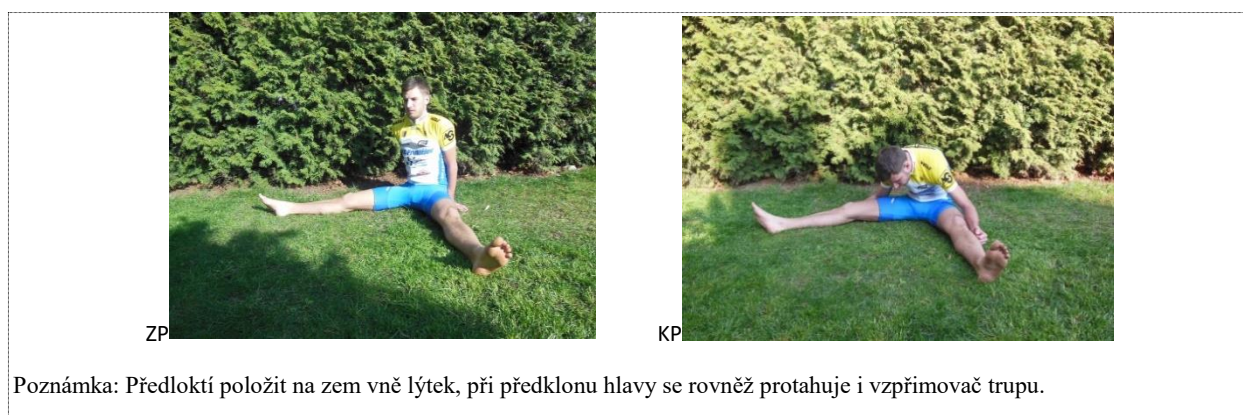 ZP KP
Poznámka: Předloktí položit na zem vně lýtek, při předklonu hlavy se rovněž protahuje i vzpřimovač trupu.